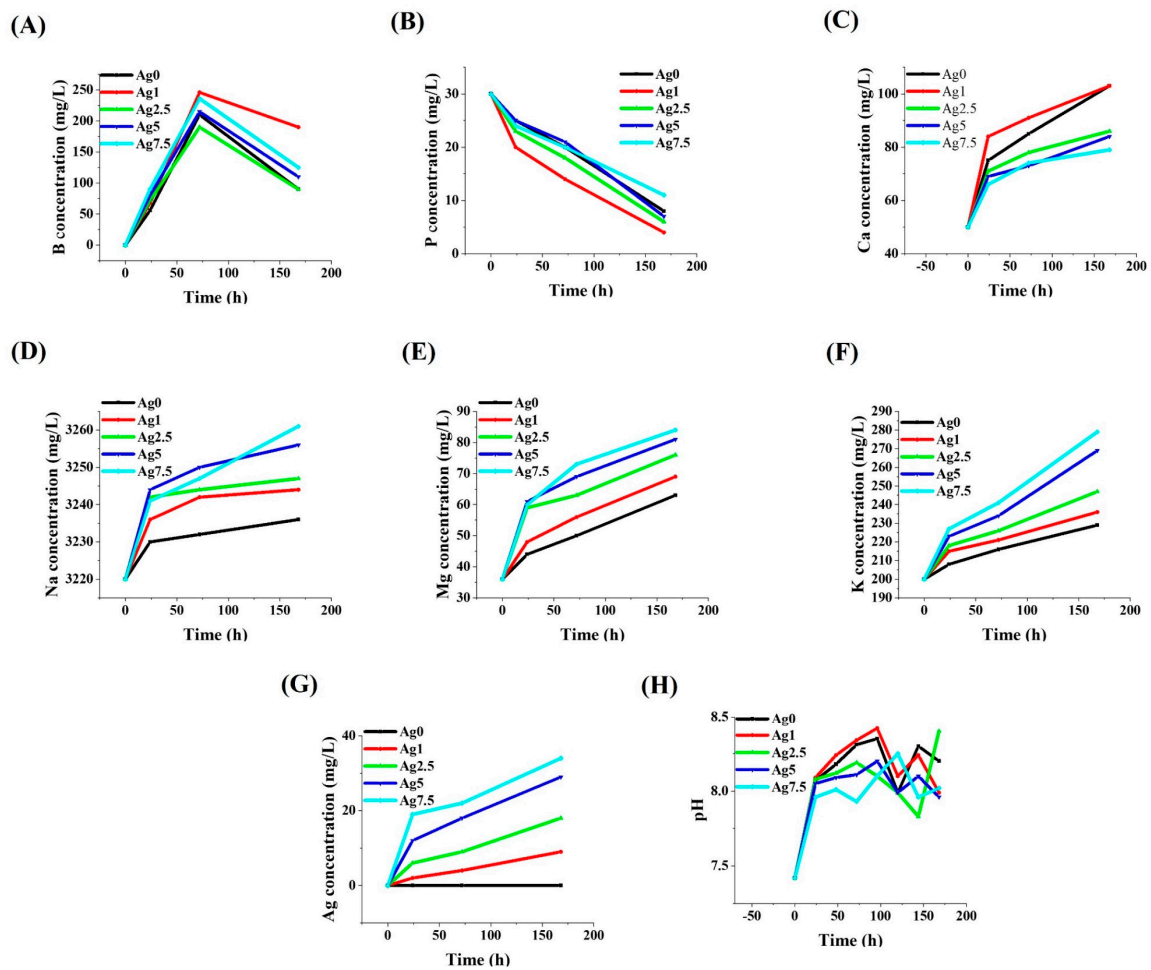 (A)
B concentration (mg/L)
250
200
150
100
50
0
Ag0
Ag1
Ag2.5
Ag5
Ag7.5
0 50 100 150 200
Time (h)
(B)
P concentration (mg/L)
30
20
10
0
Ag0
Ag1
Ag2.5
Ag5
Ag7.5
0 50 100 150 200
Time (h)
(C)
Ca concentration (mg/L)
100
80
60
40
Ag0
Ag1
Ag2.5
Ag5
Ag7.5
-50 0 50 100 150 200
Time (h)
(D)
Na concentration (mg/L)
3260
3250
3240
3230
3220
Ag0
Ag1
Ag2.5
Ag5
Ag7.5
0 50 100 150 200
Time (h)
(E)
Mg concentration (mg/L)
90
80
70
60
50
40
30
Ag0
Ag1
Ag2.5
Ag5
Ag7.5
0 50 100 150 200
Time (h)
(F)
K concentration (mg/L)
290
280
270
260
250
240
230
220
210
200
190
Ag0
Ag1
Ag2.5
Ag5
Ag7.5
0 50 100 150 200
Time (h)
(G)
Ag concentration (mg/L)
40
20
0
Ag0
Ag1
Ag2.5
Ag5
Ag7.5
0 50 100 150 200
Time (h)
(H)
pH
8.5
8.0
7.5
Ag0
Ag1
Ag2.5
Ag5
Ag7.5
-50 0 50 100 150 200
Time (h)